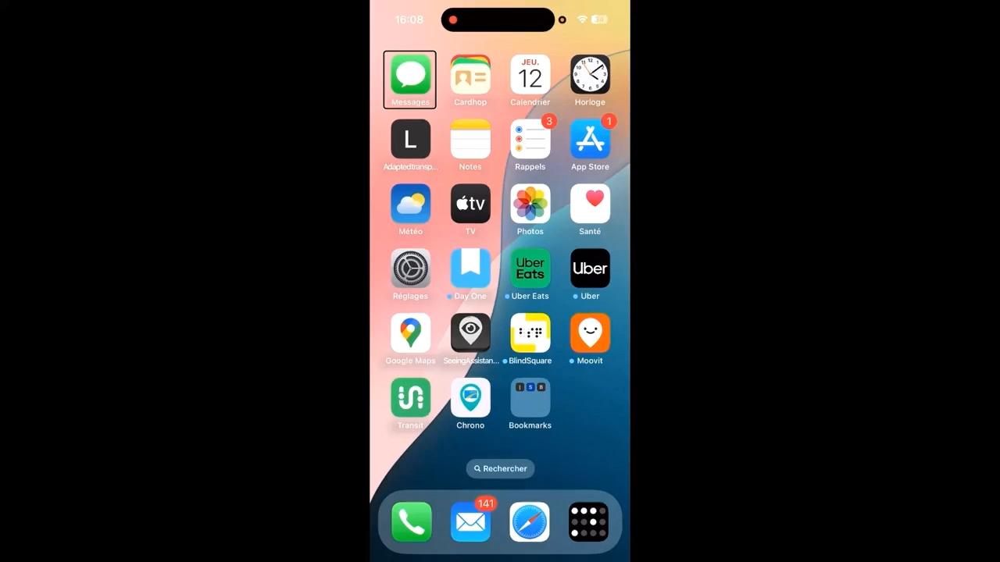 16:08
34
JEU.
12
Messages
Cardhop
Calendrier
Horloge
L
3
1
Adaptedtransp...
Notes
Rappels
App Store
tv
Météo
TV
Photos
Santé
Uber Eats
Uber
Réglages
Day One
Uber Eats
Uber
Google Maps
SeeingAssistan...
BlindSquare
Moovit
I S B
Transit
Chrono
Bookmarks
Rechercher
141